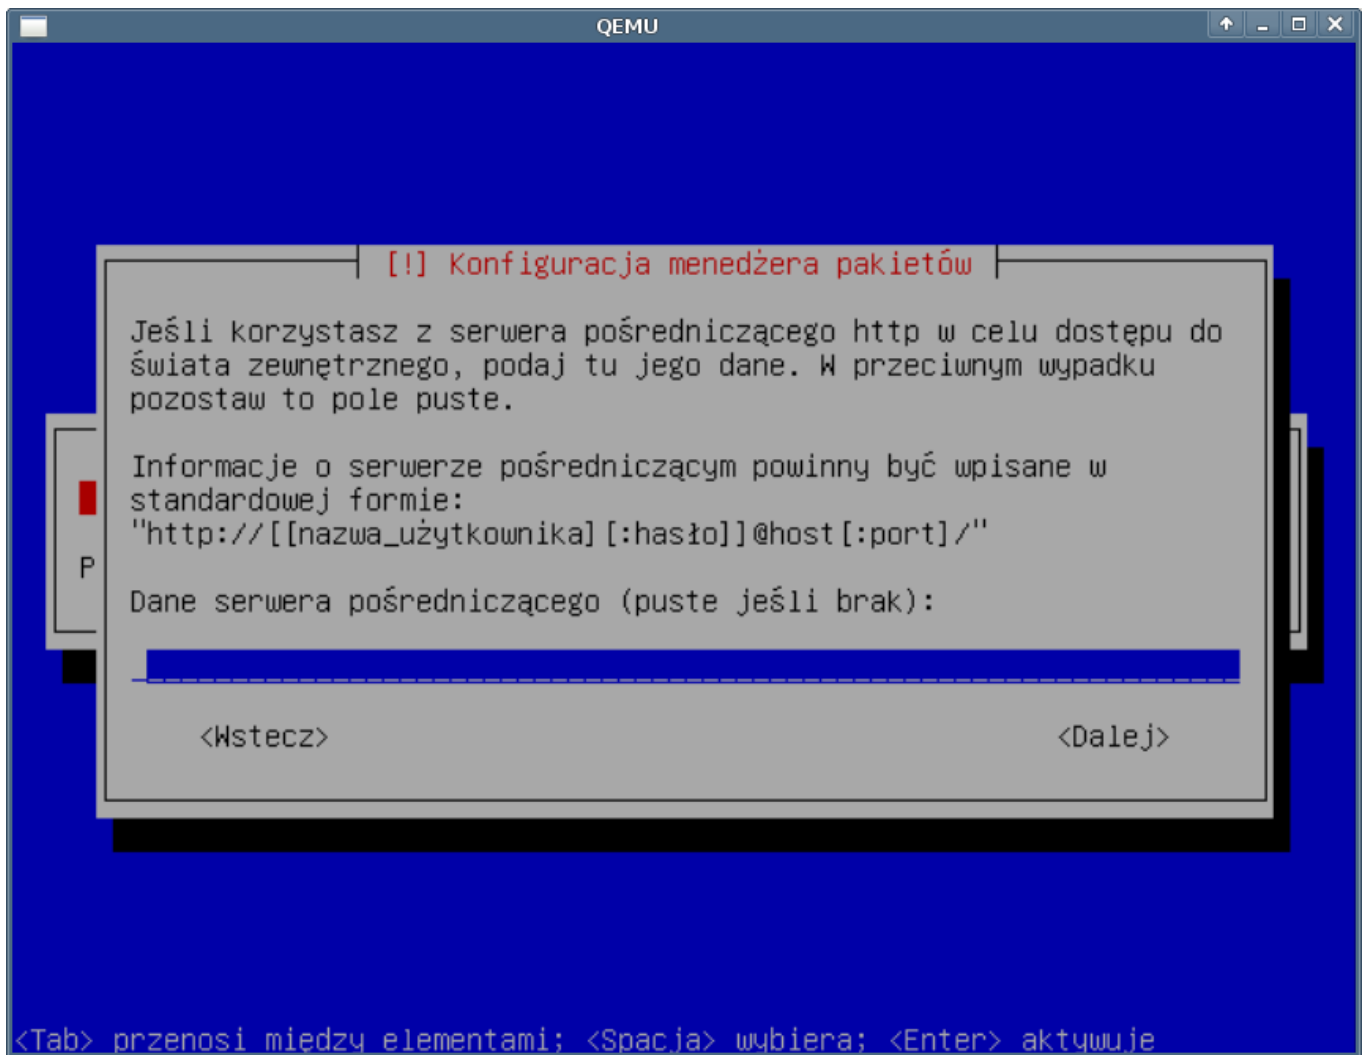 QEMU
[!] Konfiguracja menedżera pakietów
Jeśli korzystasz z serwera pośredniczącego http w celu dostępu do
świata zewnętrznego, podaj tu jego dane. W przeciwnym wypadku
pozostaw to pole puste.
Informacje o serwerze pośredniczącym powinny być wpisane w
standardowej formie:
"http://[[nazwa_użytkownika][:hasło]]@host[:port]/"
P
Dane serwera pośredniczącego (puste jeśli brak):
<Wstecz> <Dalej>
<Tab> przenosi między elementami; <Spacja> wybiera; <Enter> aktywuje